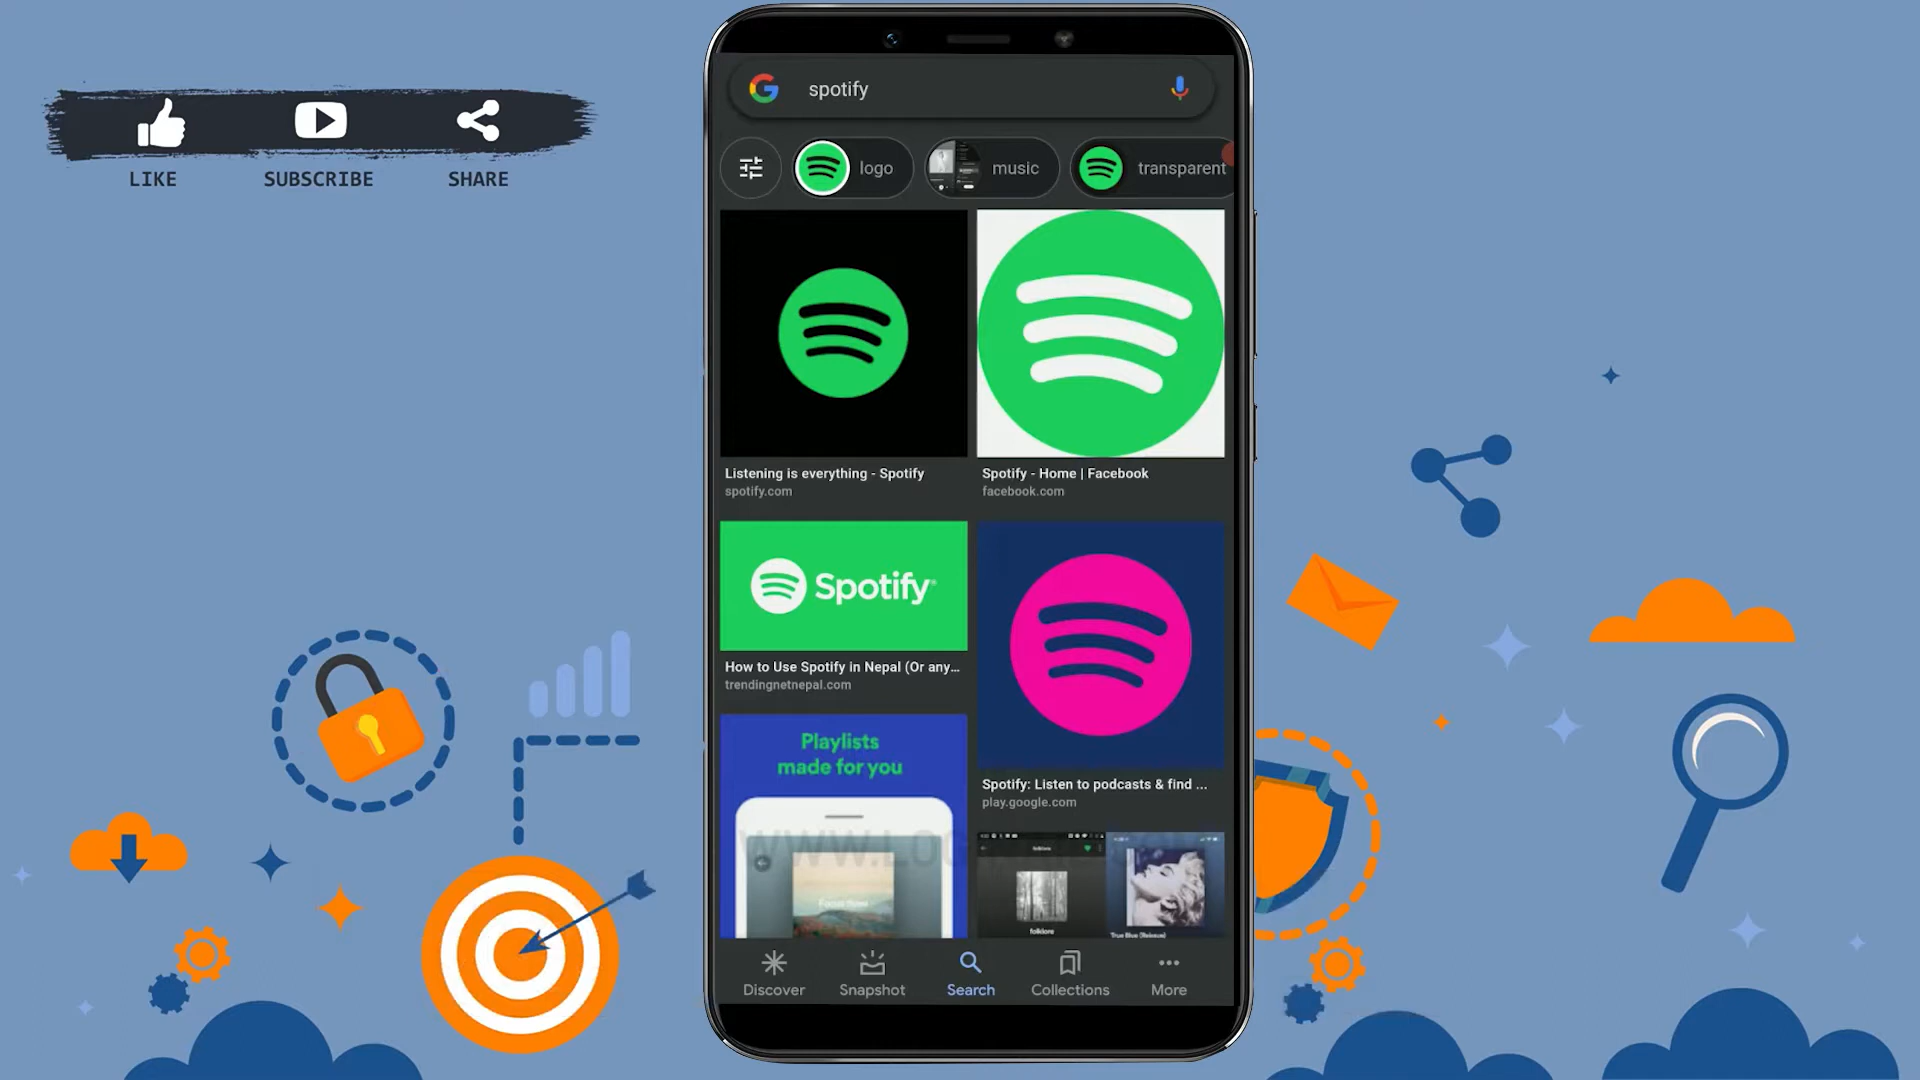 LIKE
SUBSCRIBE
SHARE
spotify
logo
music
transparent
Listening is everything - Spotify
spotify.com
Spotify - Home | Facebook
facebook.com
Spotify
How to Use Spotify in Nepal (Or any...
trendingnetnepal.com
Spotify: Listen to podcasts & find ...
play.google.com
Playlists
made for you
folklore
folklore
Discover
Snapshot
Search
Collections
More